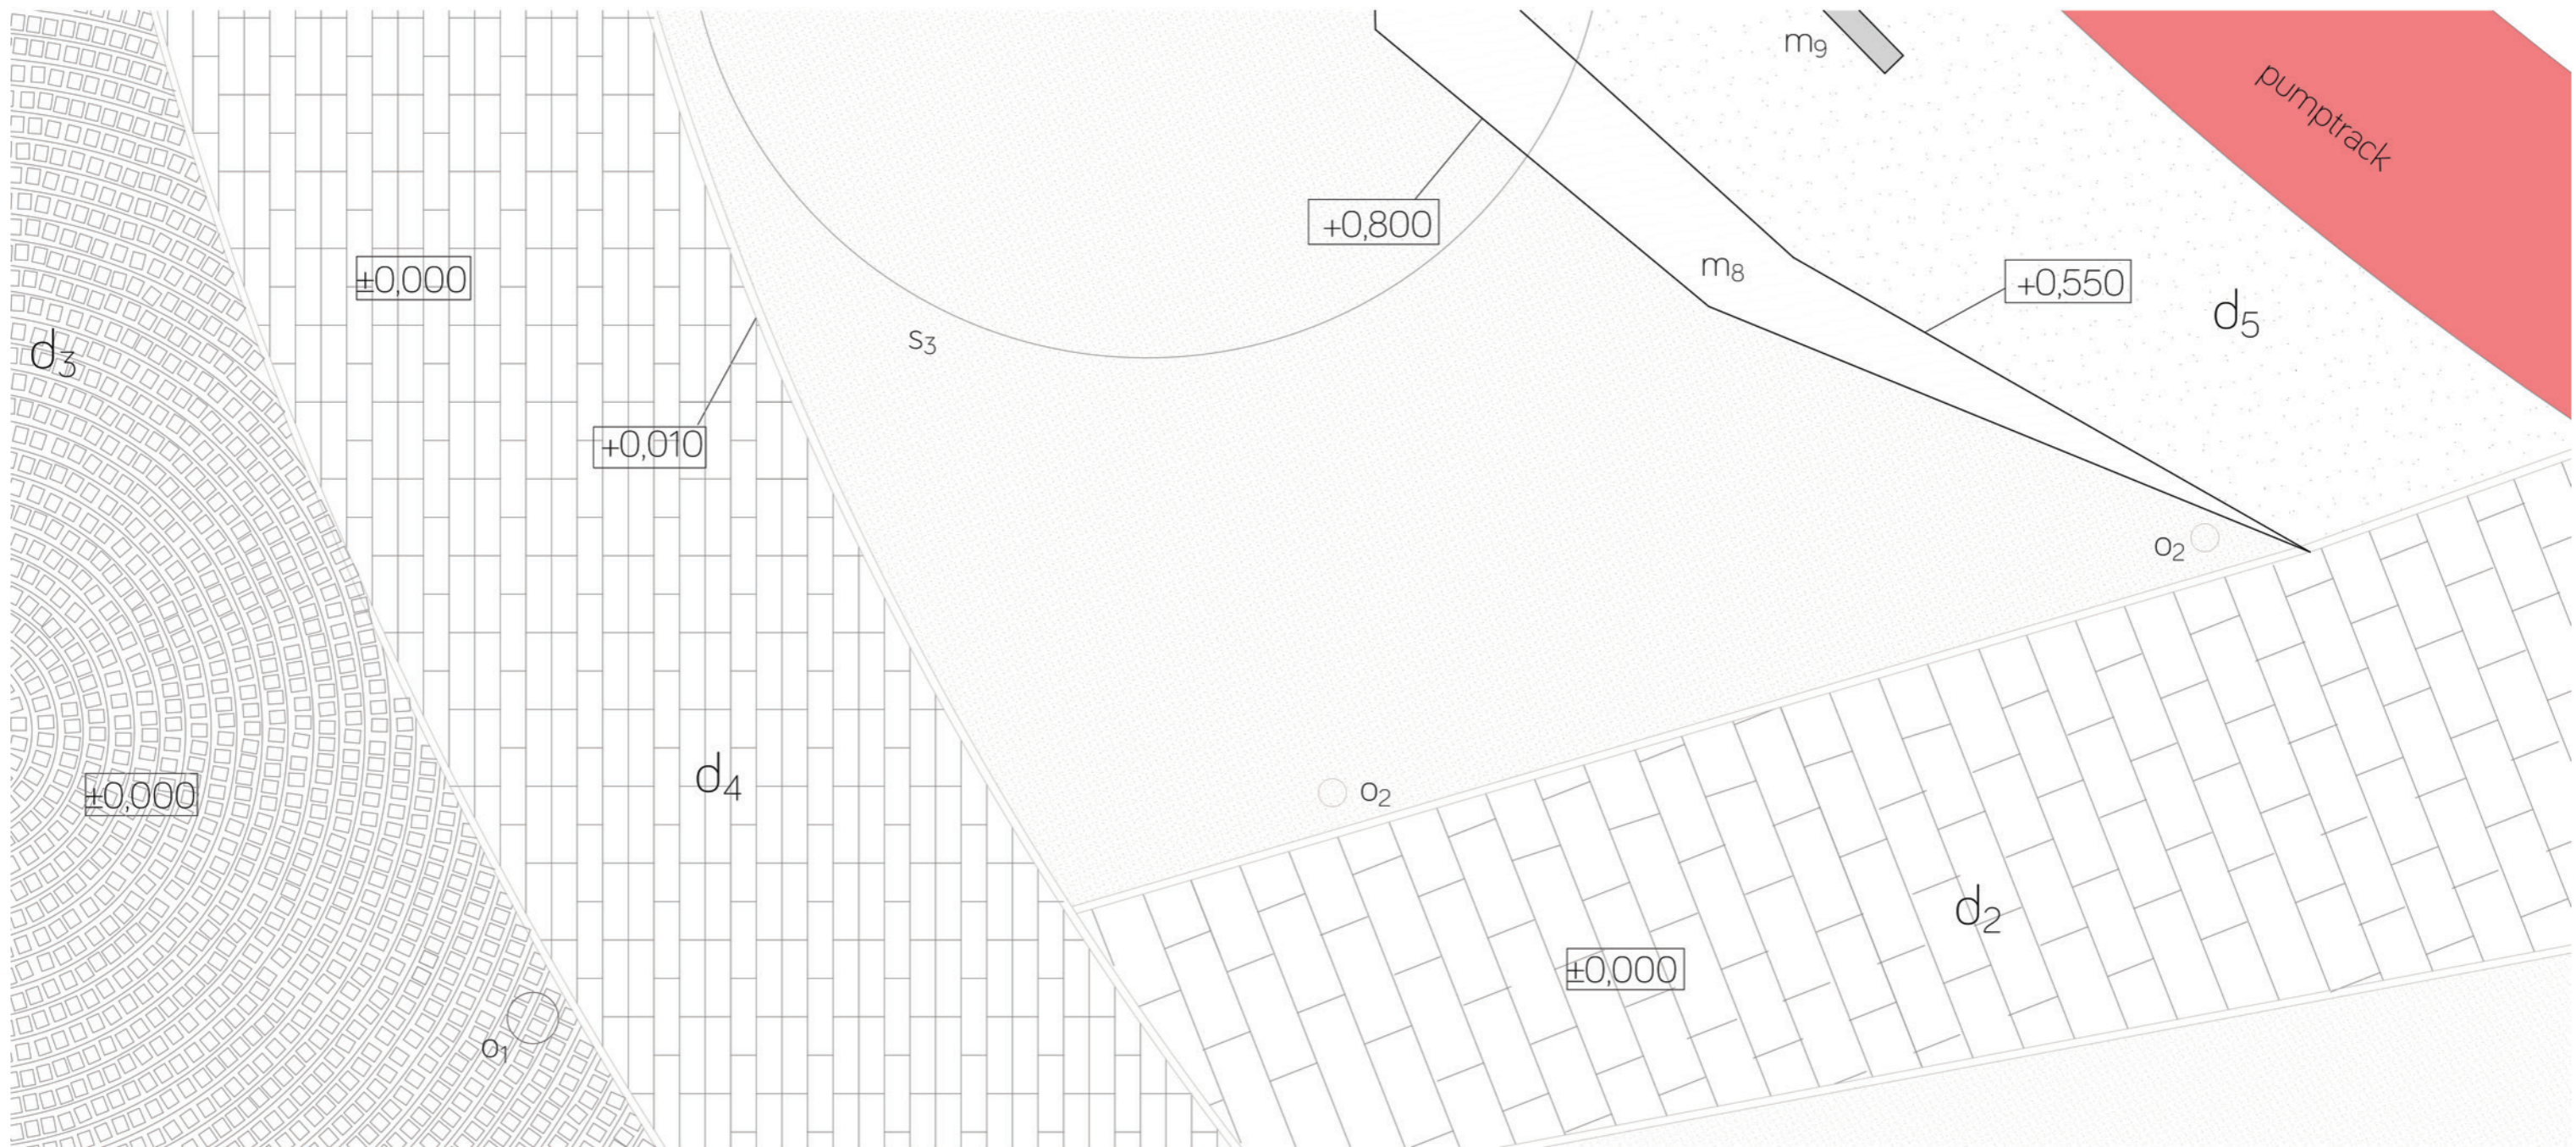 m9
pumptrack
+0,800
±0,000
m8
+0,550
d5
s3
d3
+0,010
o2
d4
±0,000
o2
d2
±0,000
o1